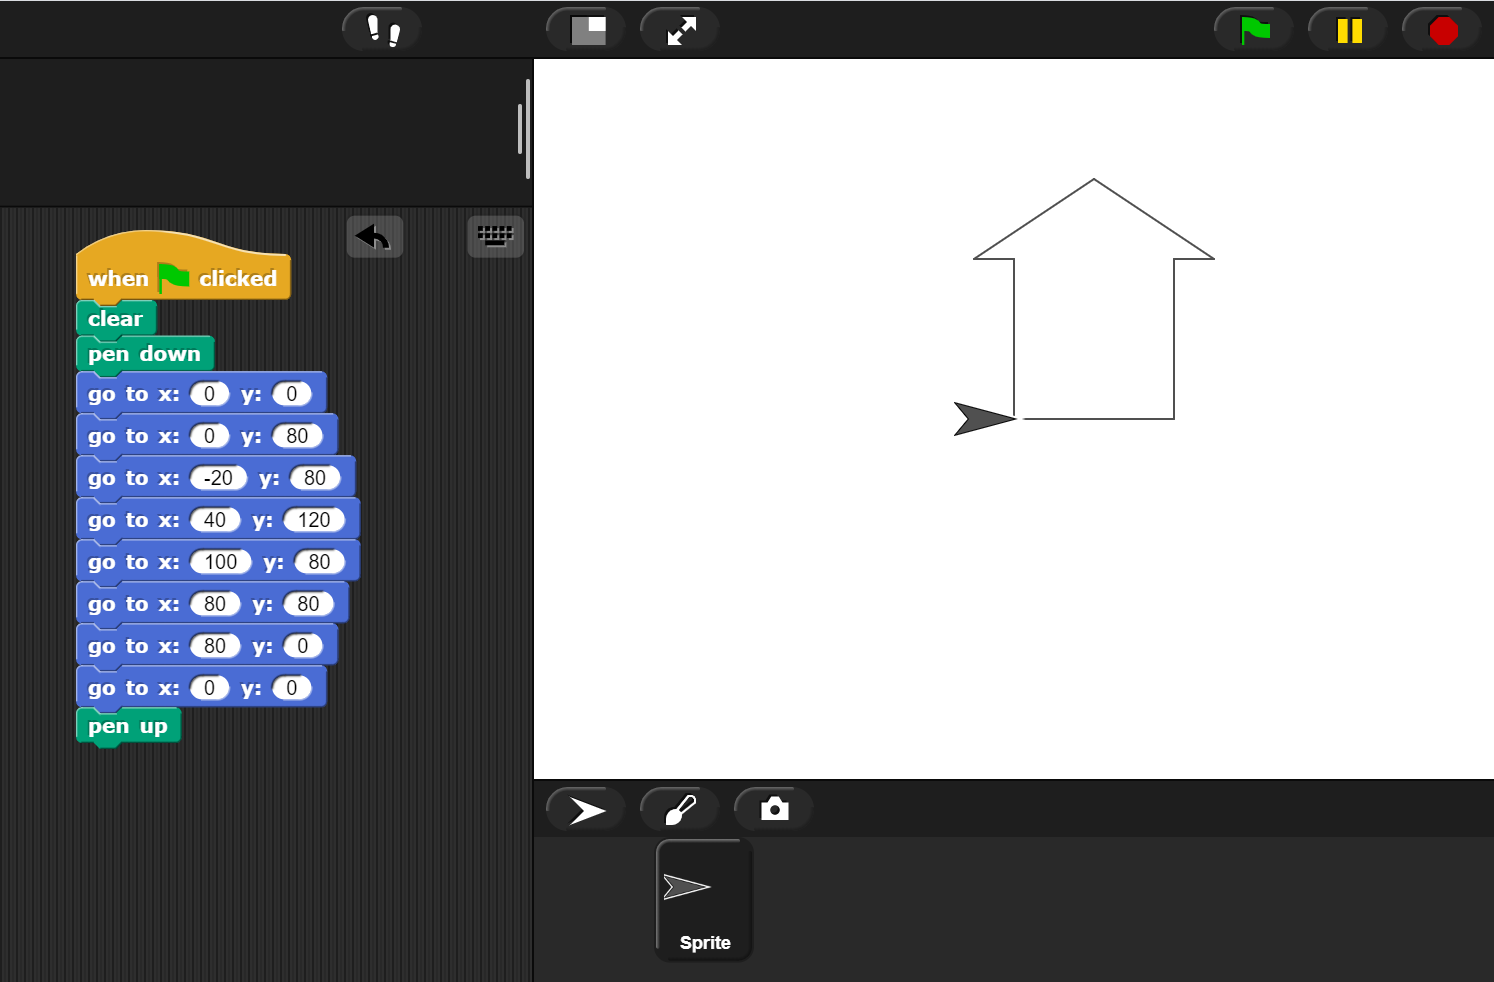 when clicked
clear
pen down
go to x: 0 y: 0
go to x: 0 y: 80
go to x: -20 y: 80
go to x: 40 y: 120
go to x: 100 y: 80
go to x: 80 y: 80
go to x: 80 y: 0
go to x: 0 y: 0
pen up
Sprite